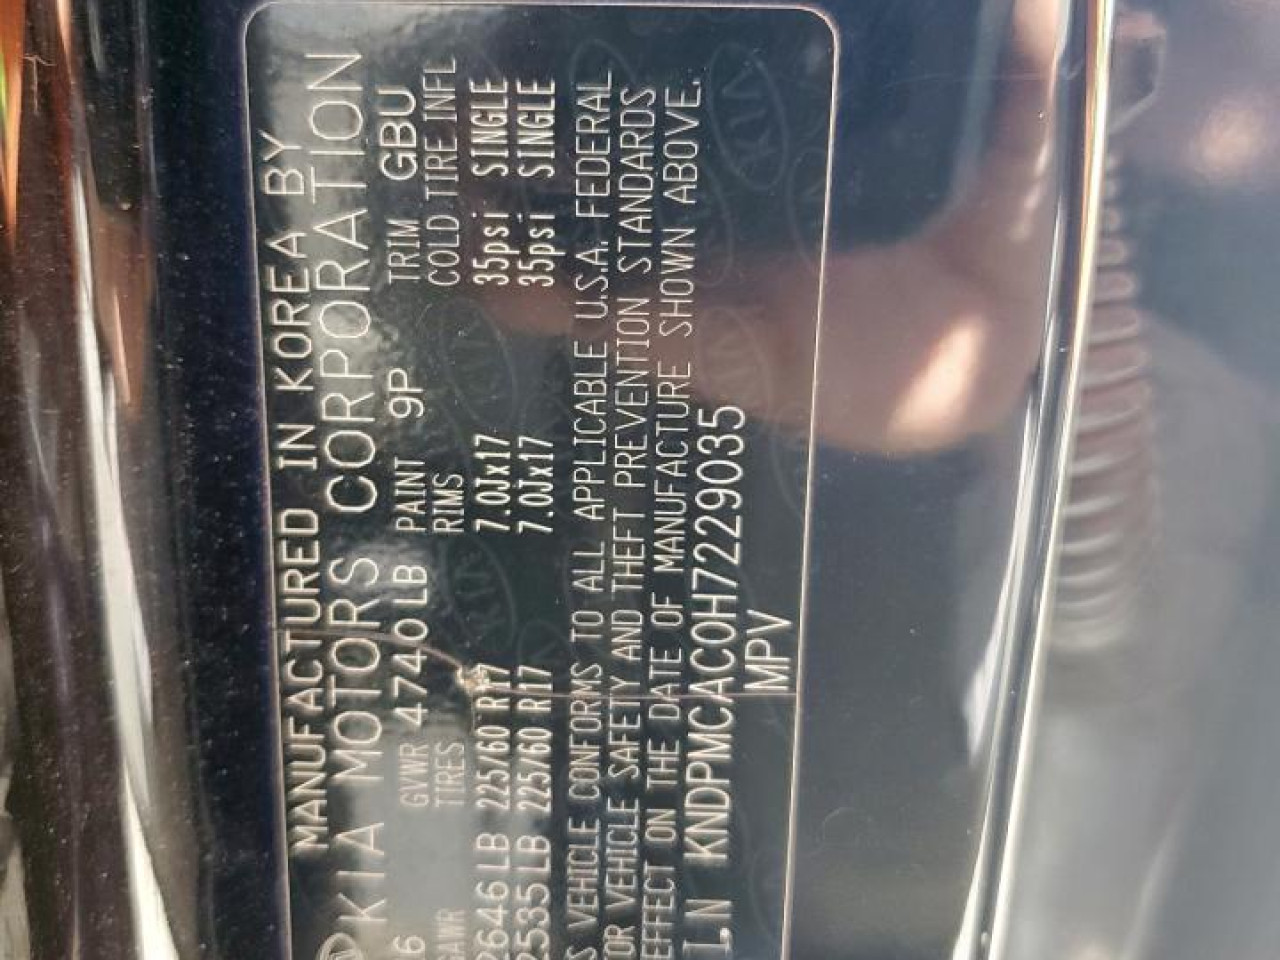 MANUFACTURED IN KOREA BY
KIA MOTORS CORPORATION
16 GVWR 4740LB PAINT 9P TRIM GBU
GAWR TIRES RIMS COLD TIRE INFL
2646LB 225/60 R17 7.0Jx17 35psi SINGLE
2535LB 225/60 R17 7.0Jx17 35psi SINGLE
S VEHICLE CONFORMS TO ALL APPLICABLE U.S.A. FEDERAL
TOR VEHICLE SAFETY AND THEFT PREVENTION STANDARDS
EFFECT ON THE DATE OF MANUFACTURE SHOWN ABOVE.
I.N KNDPMCAC0H7229035
MPV